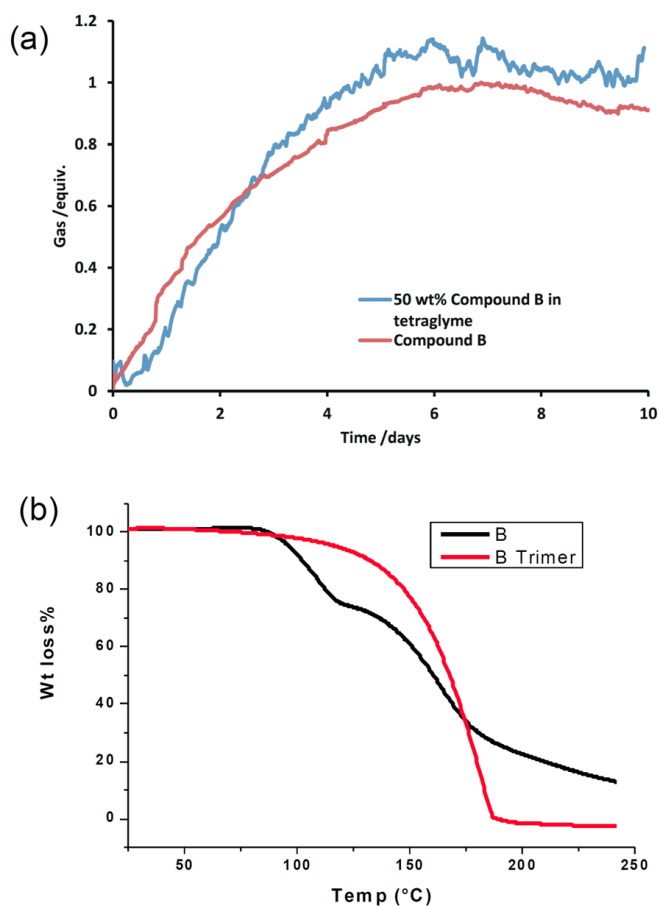 (a)
1.2
1
0.8
0.6
0.4
0.2
0
Gas /equiv.
50 wt% Compound B in
tetraglyme
Compound B
0 2 4 6 8 10
Time /days
(b)
B
B Trimer
100
80
60
40
20
0
Wt loss%
50 100 150 200 250
Temp (°C)